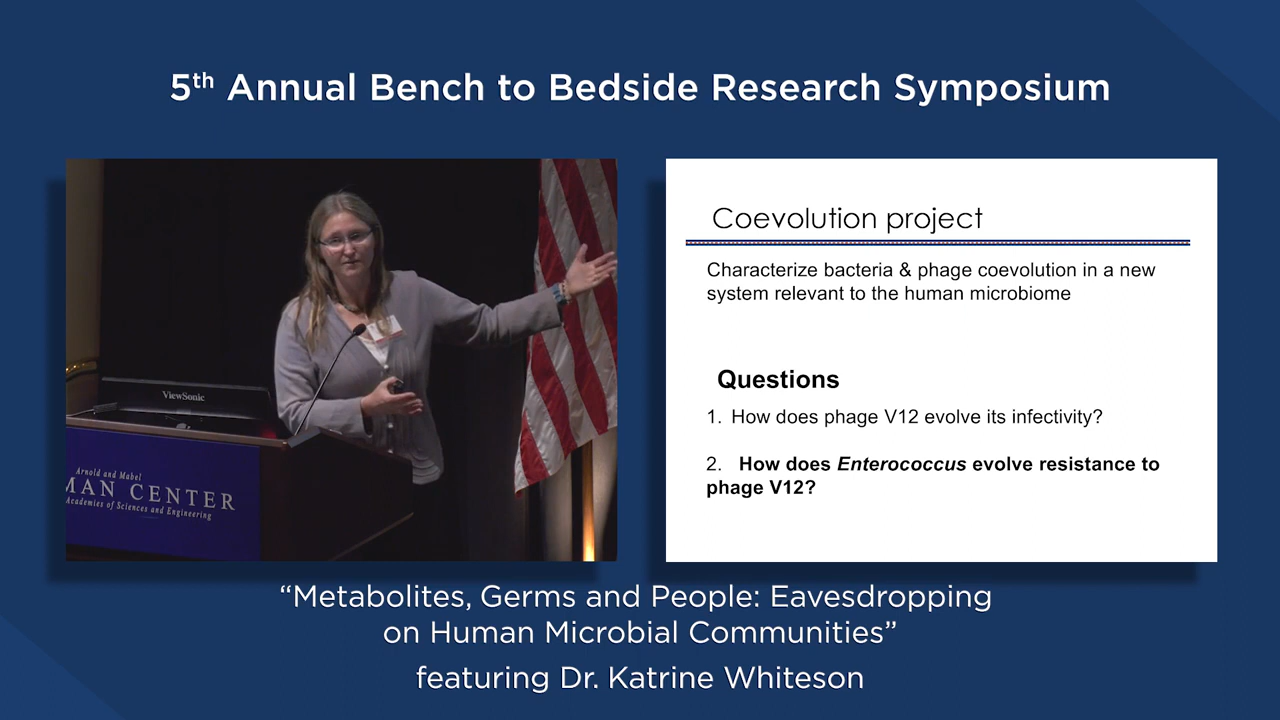 5th Annual Bench to Bedside Research Symposium
ViewSonic
Arnold and Mabel
MAN CENTER
Academies of Sciences and Engineering
Coevolution project
Characterize bacteria & phage coevolution in a new
system relevant to the human microbiome
Questions
1. How does phage V12 evolve its infectivity?
2. How does Enterococcus evolve resistance to
phage V12?
“Metabolites, Germs and People: Eavesdropping
on Human Microbial Communities”
featuring Dr. Katrine Whiteson